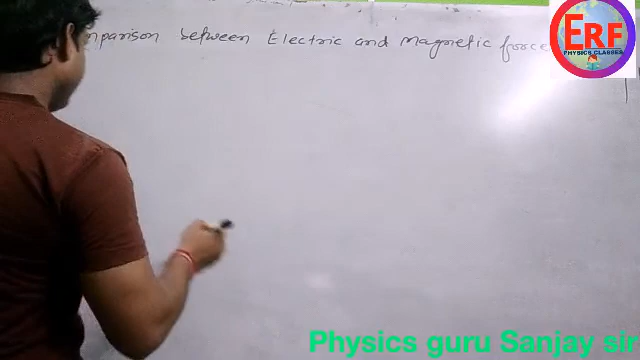 mparison between Electric and Magnetic force
ERF
PHYSICS CLASSES
Physics guru Sanjay sir